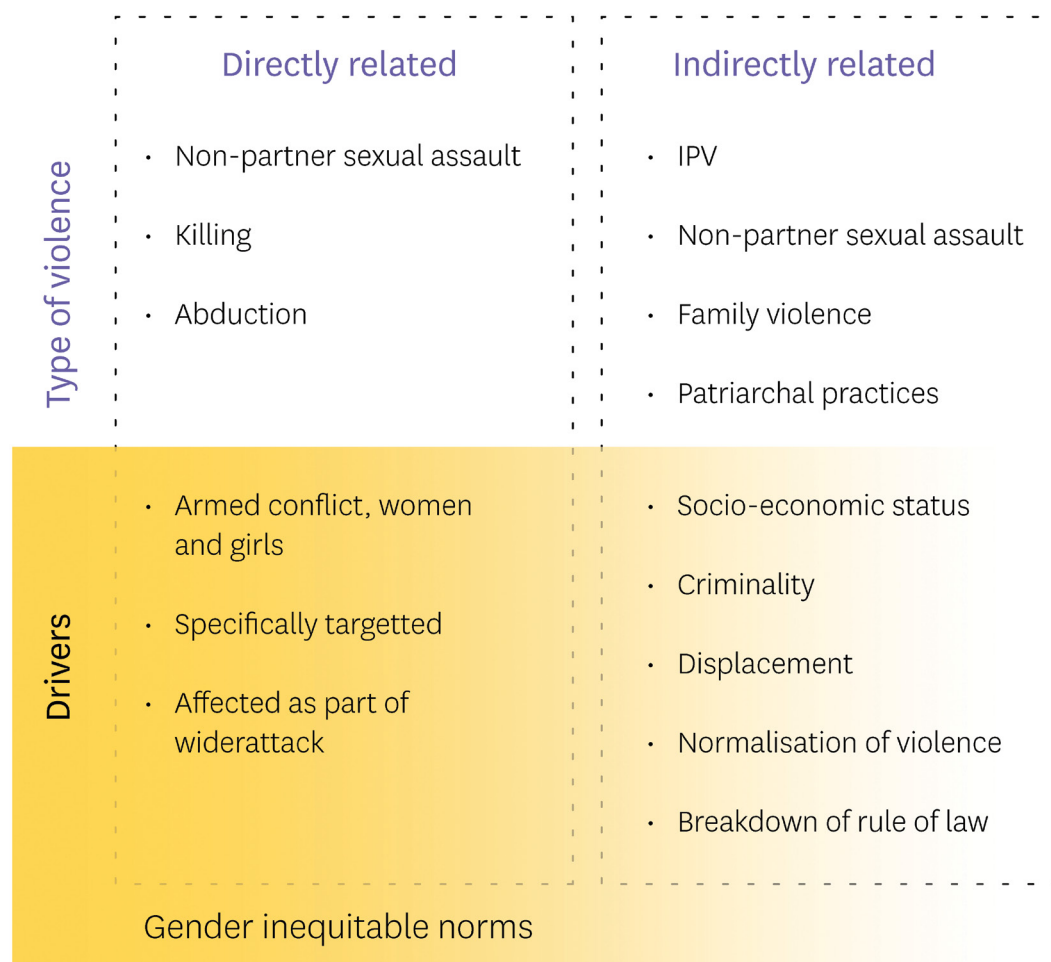 Directly related
Indirectly related
Type of violence
• Non-partner sexual assault
• Killing
• Abduction
• IPV
• Non-partner sexual assault
• Family violence
• Patriarchal practices
Drivers
• Armed conflict, women
and girls
• Specifically targetted
• Affected as part of
widerattack
• Socio-economic status
• Criminality
• Displacement
• Normalisation of violence
• Breakdown of rule of law
Gender inequitable norms